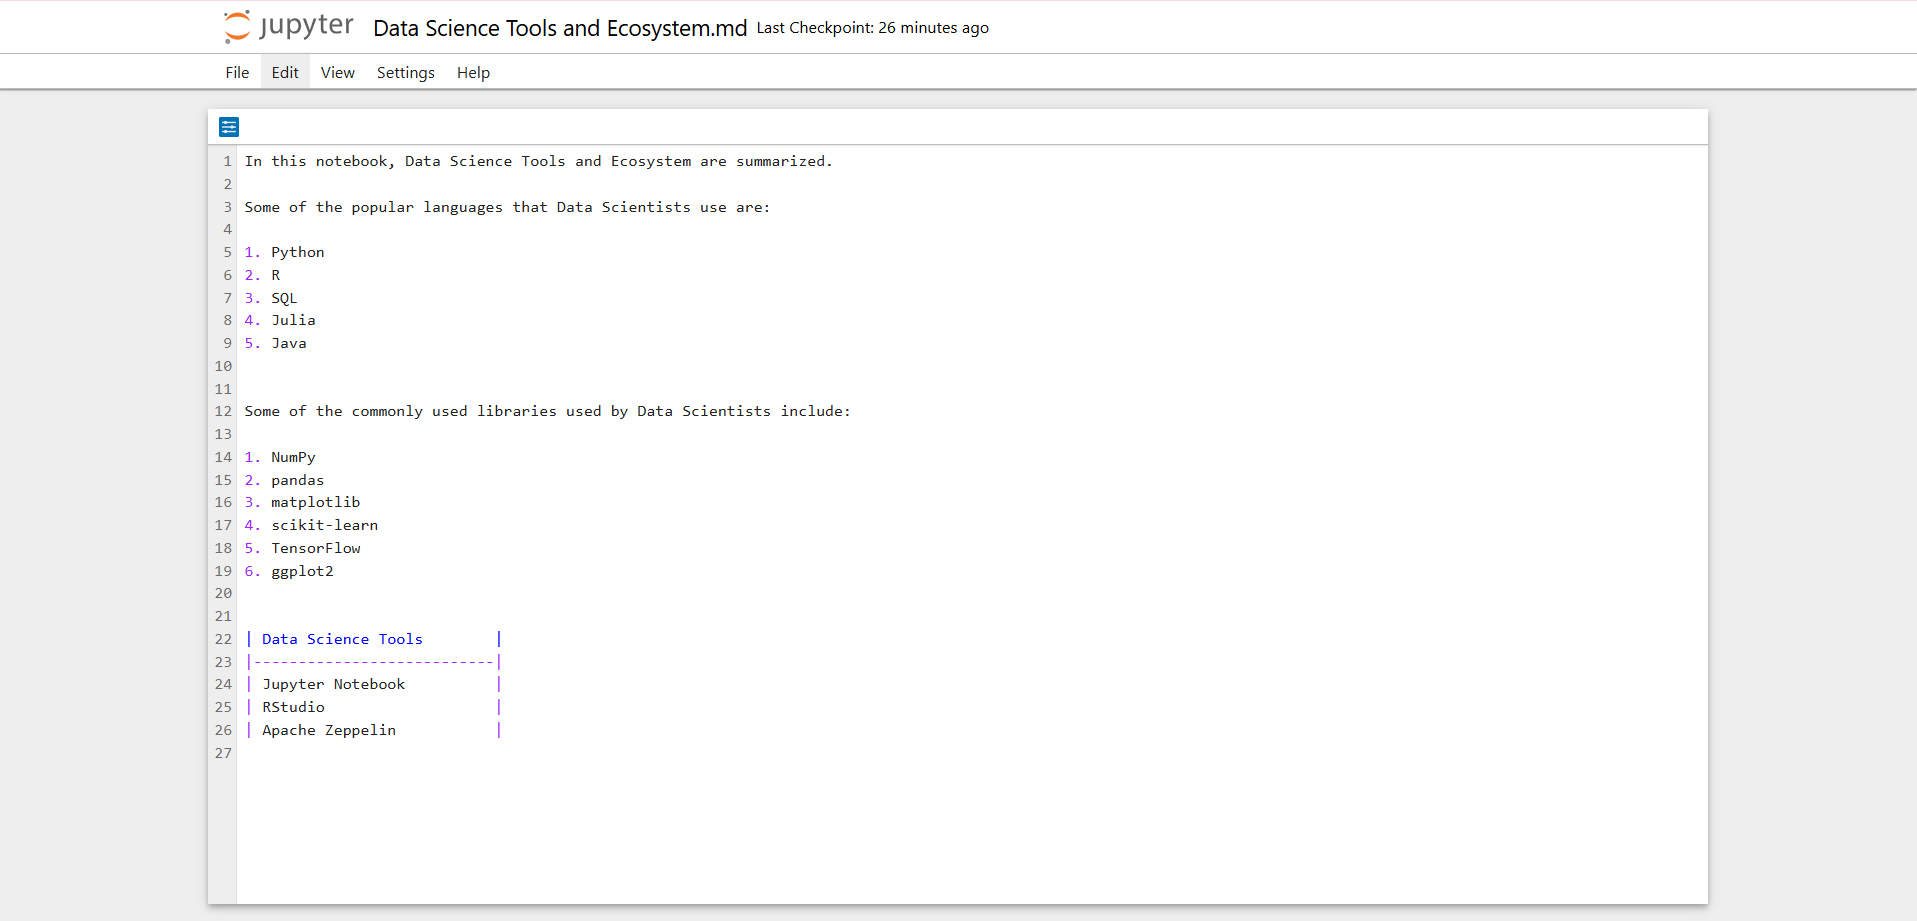 jupyter Data Science Tools and Ecosystem.md Last Checkpoint: 26 minutes ago
File Edit View Settings Help
1 In this notebook, Data Science Tools and Ecosystem are summarized.
2
3 Some of the popular languages that Data Scientists use are:
4
5 1. Python
6 2. R
7 3. SQL
8 4. Julia
9 5. Java
10
11
12 Some of the commonly used libraries used by Data Scientists include:
13
14 1. NumPy
15 2. pandas
16 3. matplotlib
17 4. scikit-learn
18 5. TensorFlow
19 6. ggplot2
20
21
22 | Data Science Tools        |
23 |---------------------------|
24 | Jupyter Notebook          |
25 | RStudio                   |
26 | Apache Zeppelin           |
27